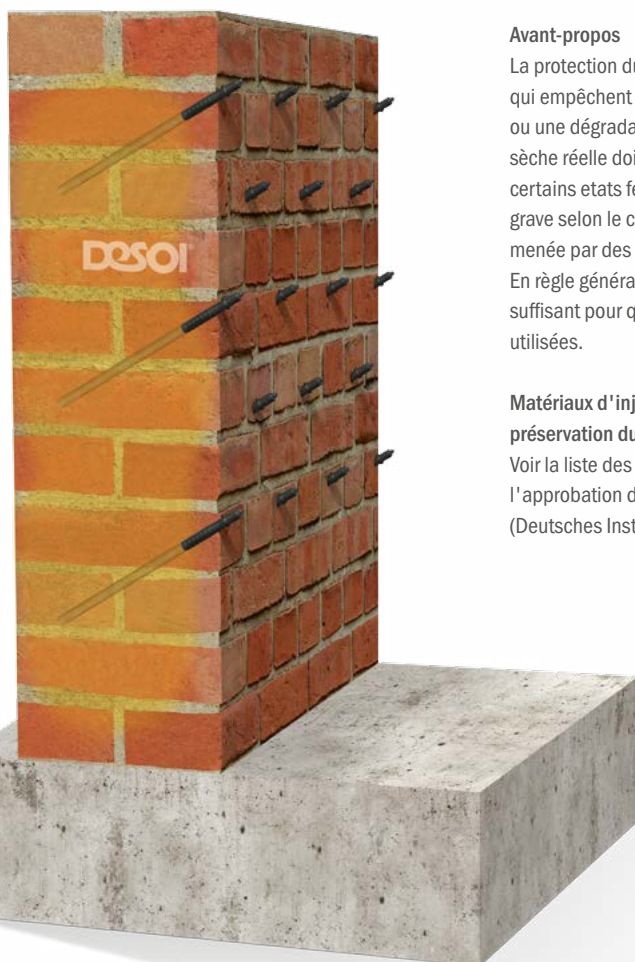 DESOI
Avant-propos
La protection du
qui empêchent
ou une dégrada
sèche réelle doi
certains etats fe
grave selon le c
menée par des
En règle généra
suffisant pour q
utilisées.
Matériaux d'inj
préservation du
Voir la liste des
l'approbation d
(Deutsches Inst